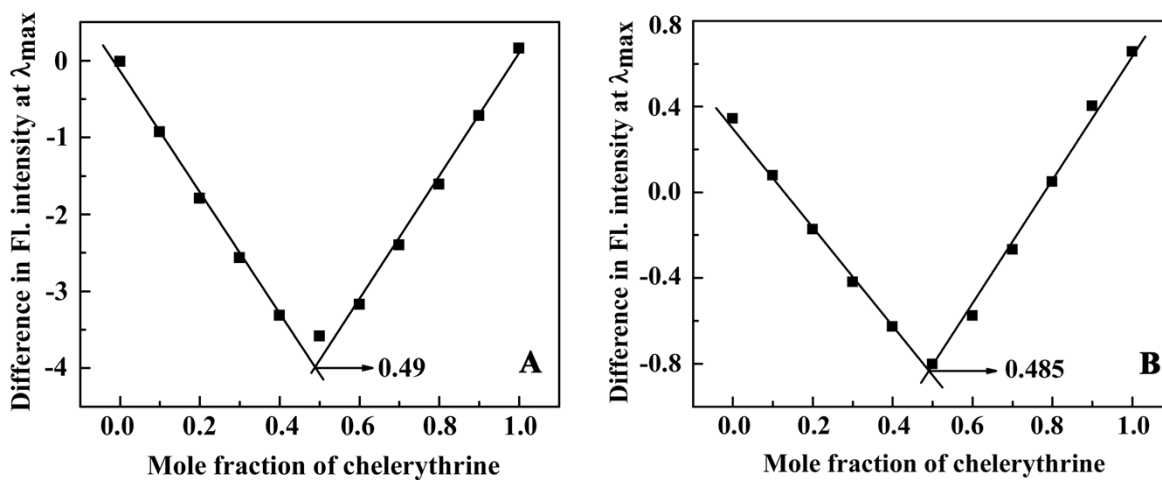 Difference in Fl. intensity at λmax
0
-1
-2
-3
-4
0.49
A
0.0 0.2 0.4 0.6 0.8 1.0
Mole fraction of chelerythrine
Difference in Fl. intensity at λmax
0.8
0.4
0.0
-0.4
-0.8
0.485
B
0.0 0.2 0.4 0.6 0.8 1.0
Mole fraction of chelerythrine